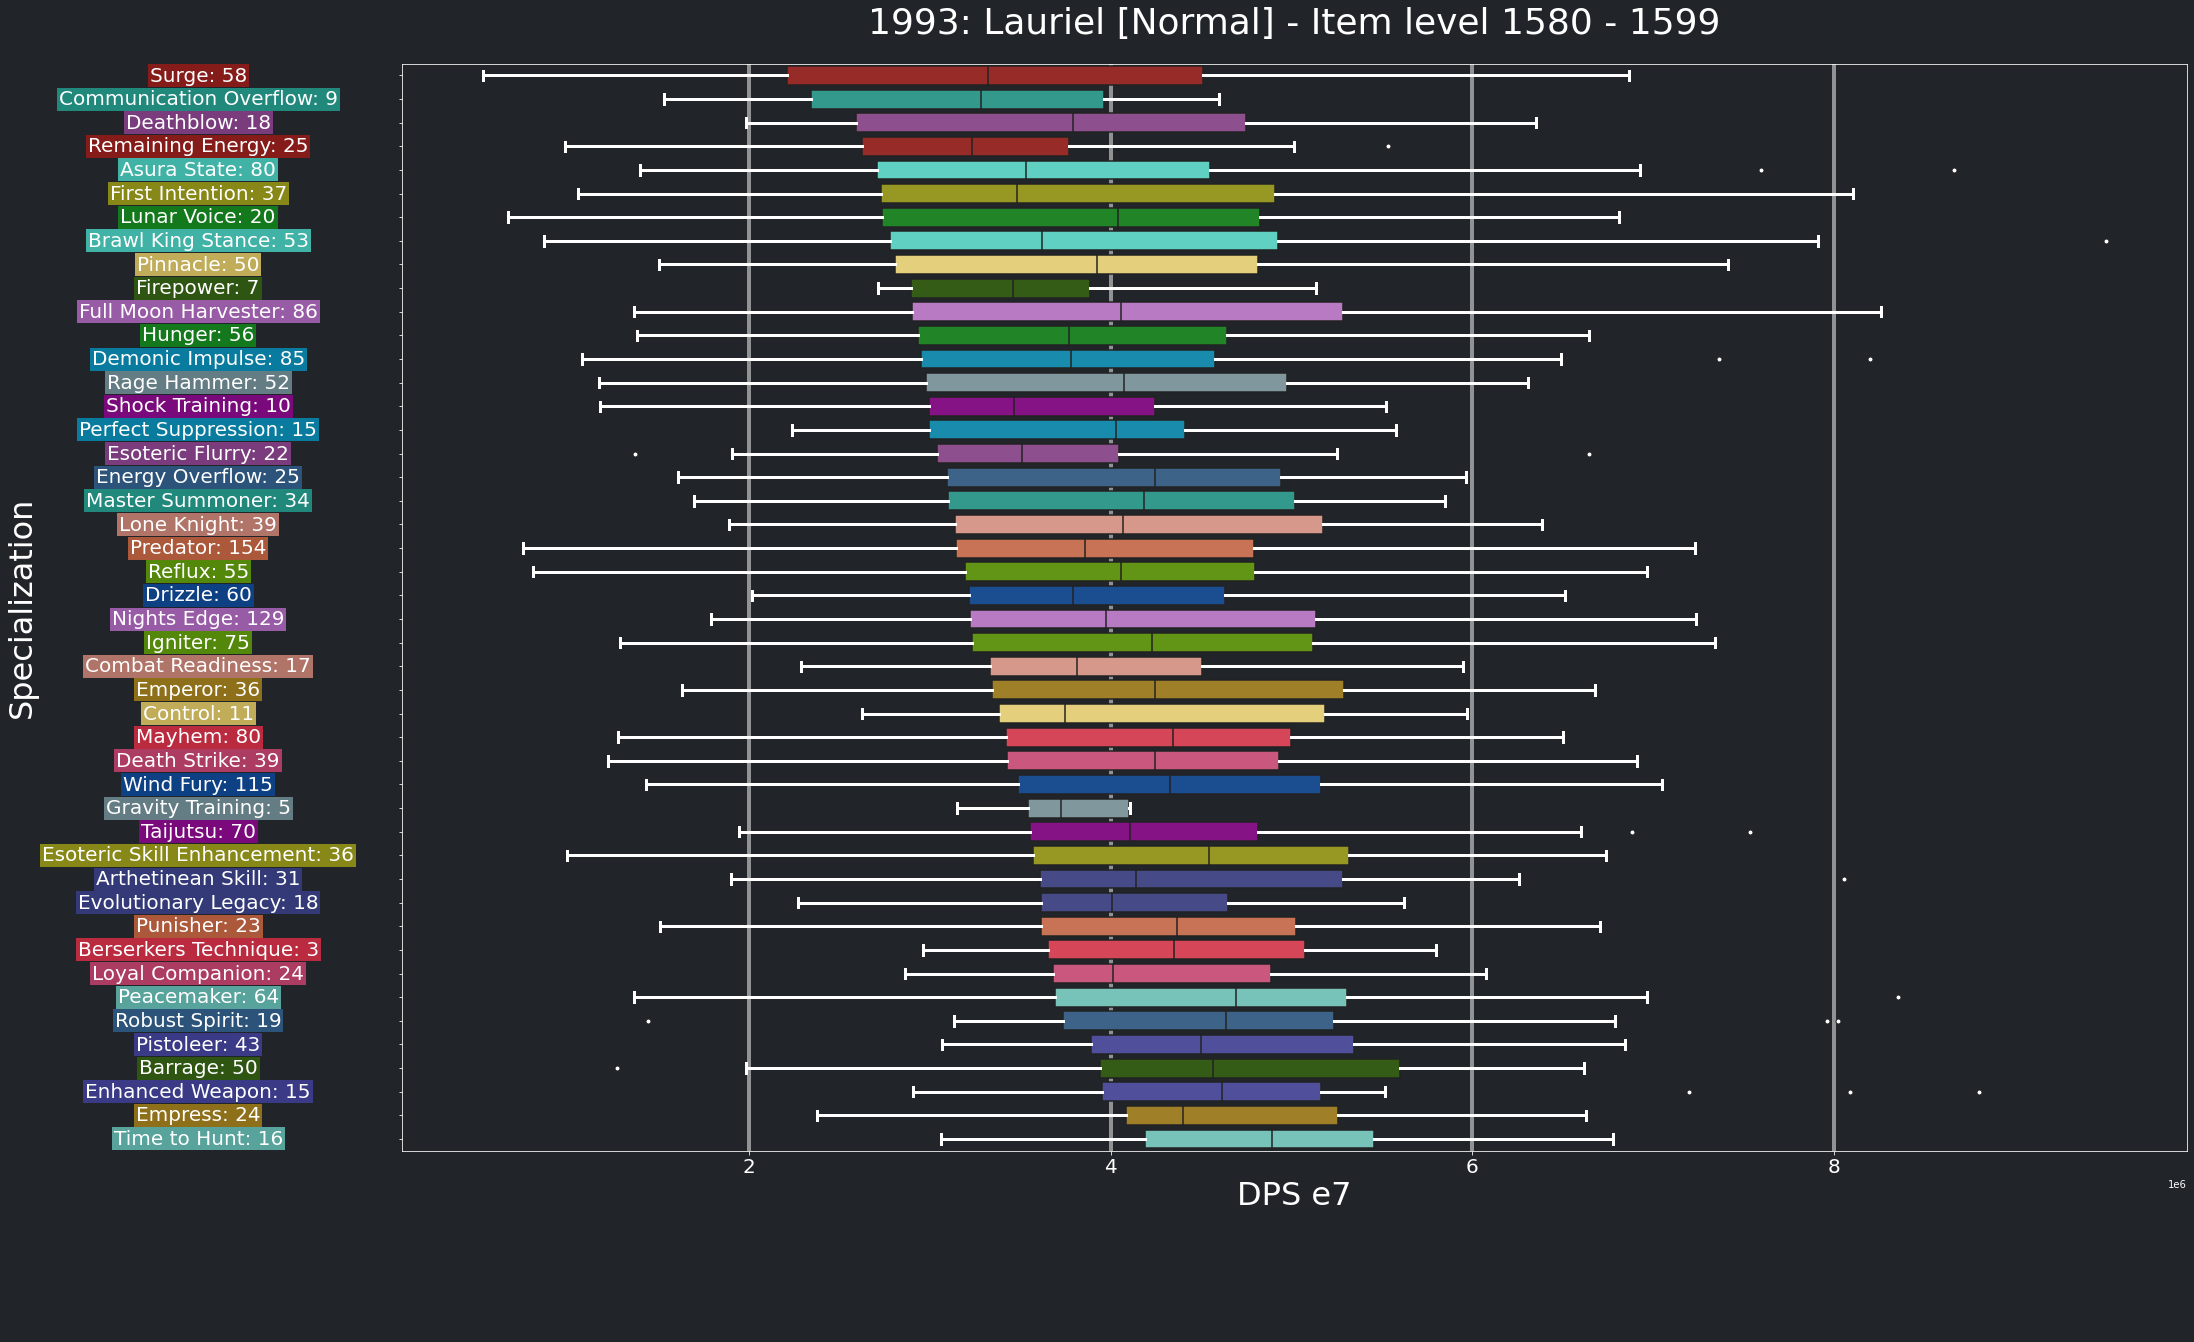 1993: Lauriel [Normal] - Item level 1580 - 1599
Surge: 58
Communication Overflow: 9
Deathblow: 18
Remaining Energy: 25
Asura State: 80
First Intention: 37
Lunar Voice: 20
Brawl King Stance: 53
Pinnacle: 50
Firepower: 7
Full Moon Harvester: 86
Hunger: 56
Demonic Impulse: 85
Rage Hammer: 52
Shock Training: 10
Perfect Suppression: 15
Esoteric Flurry: 22
Energy Overflow: 25
Master Summoner: 34
Lone Knight: 39
Predator: 154
Reflux: 55
Drizzle: 60
Nights Edge: 129
Igniter: 75
Combat Readiness: 17
Emperor: 36
Control: 11
Mayhem: 80
Death Strike: 39
Wind Fury: 115
Gravity Training: 5
Taijutsu: 70
Esoteric Skill Enhancement: 36
Arthetinean Skill: 31
Evolutionary Legacy: 18
Punisher: 23
Berserkers Technique: 3
Loyal Companion: 24
Peacemaker: 64
Robust Spirit: 19
Pistoleer: 43
Barrage: 50
Enhanced Weapon: 15
Empress: 24
Time to Hunt: 16
Specialization
2 4 6 8
1e6
DPS e7